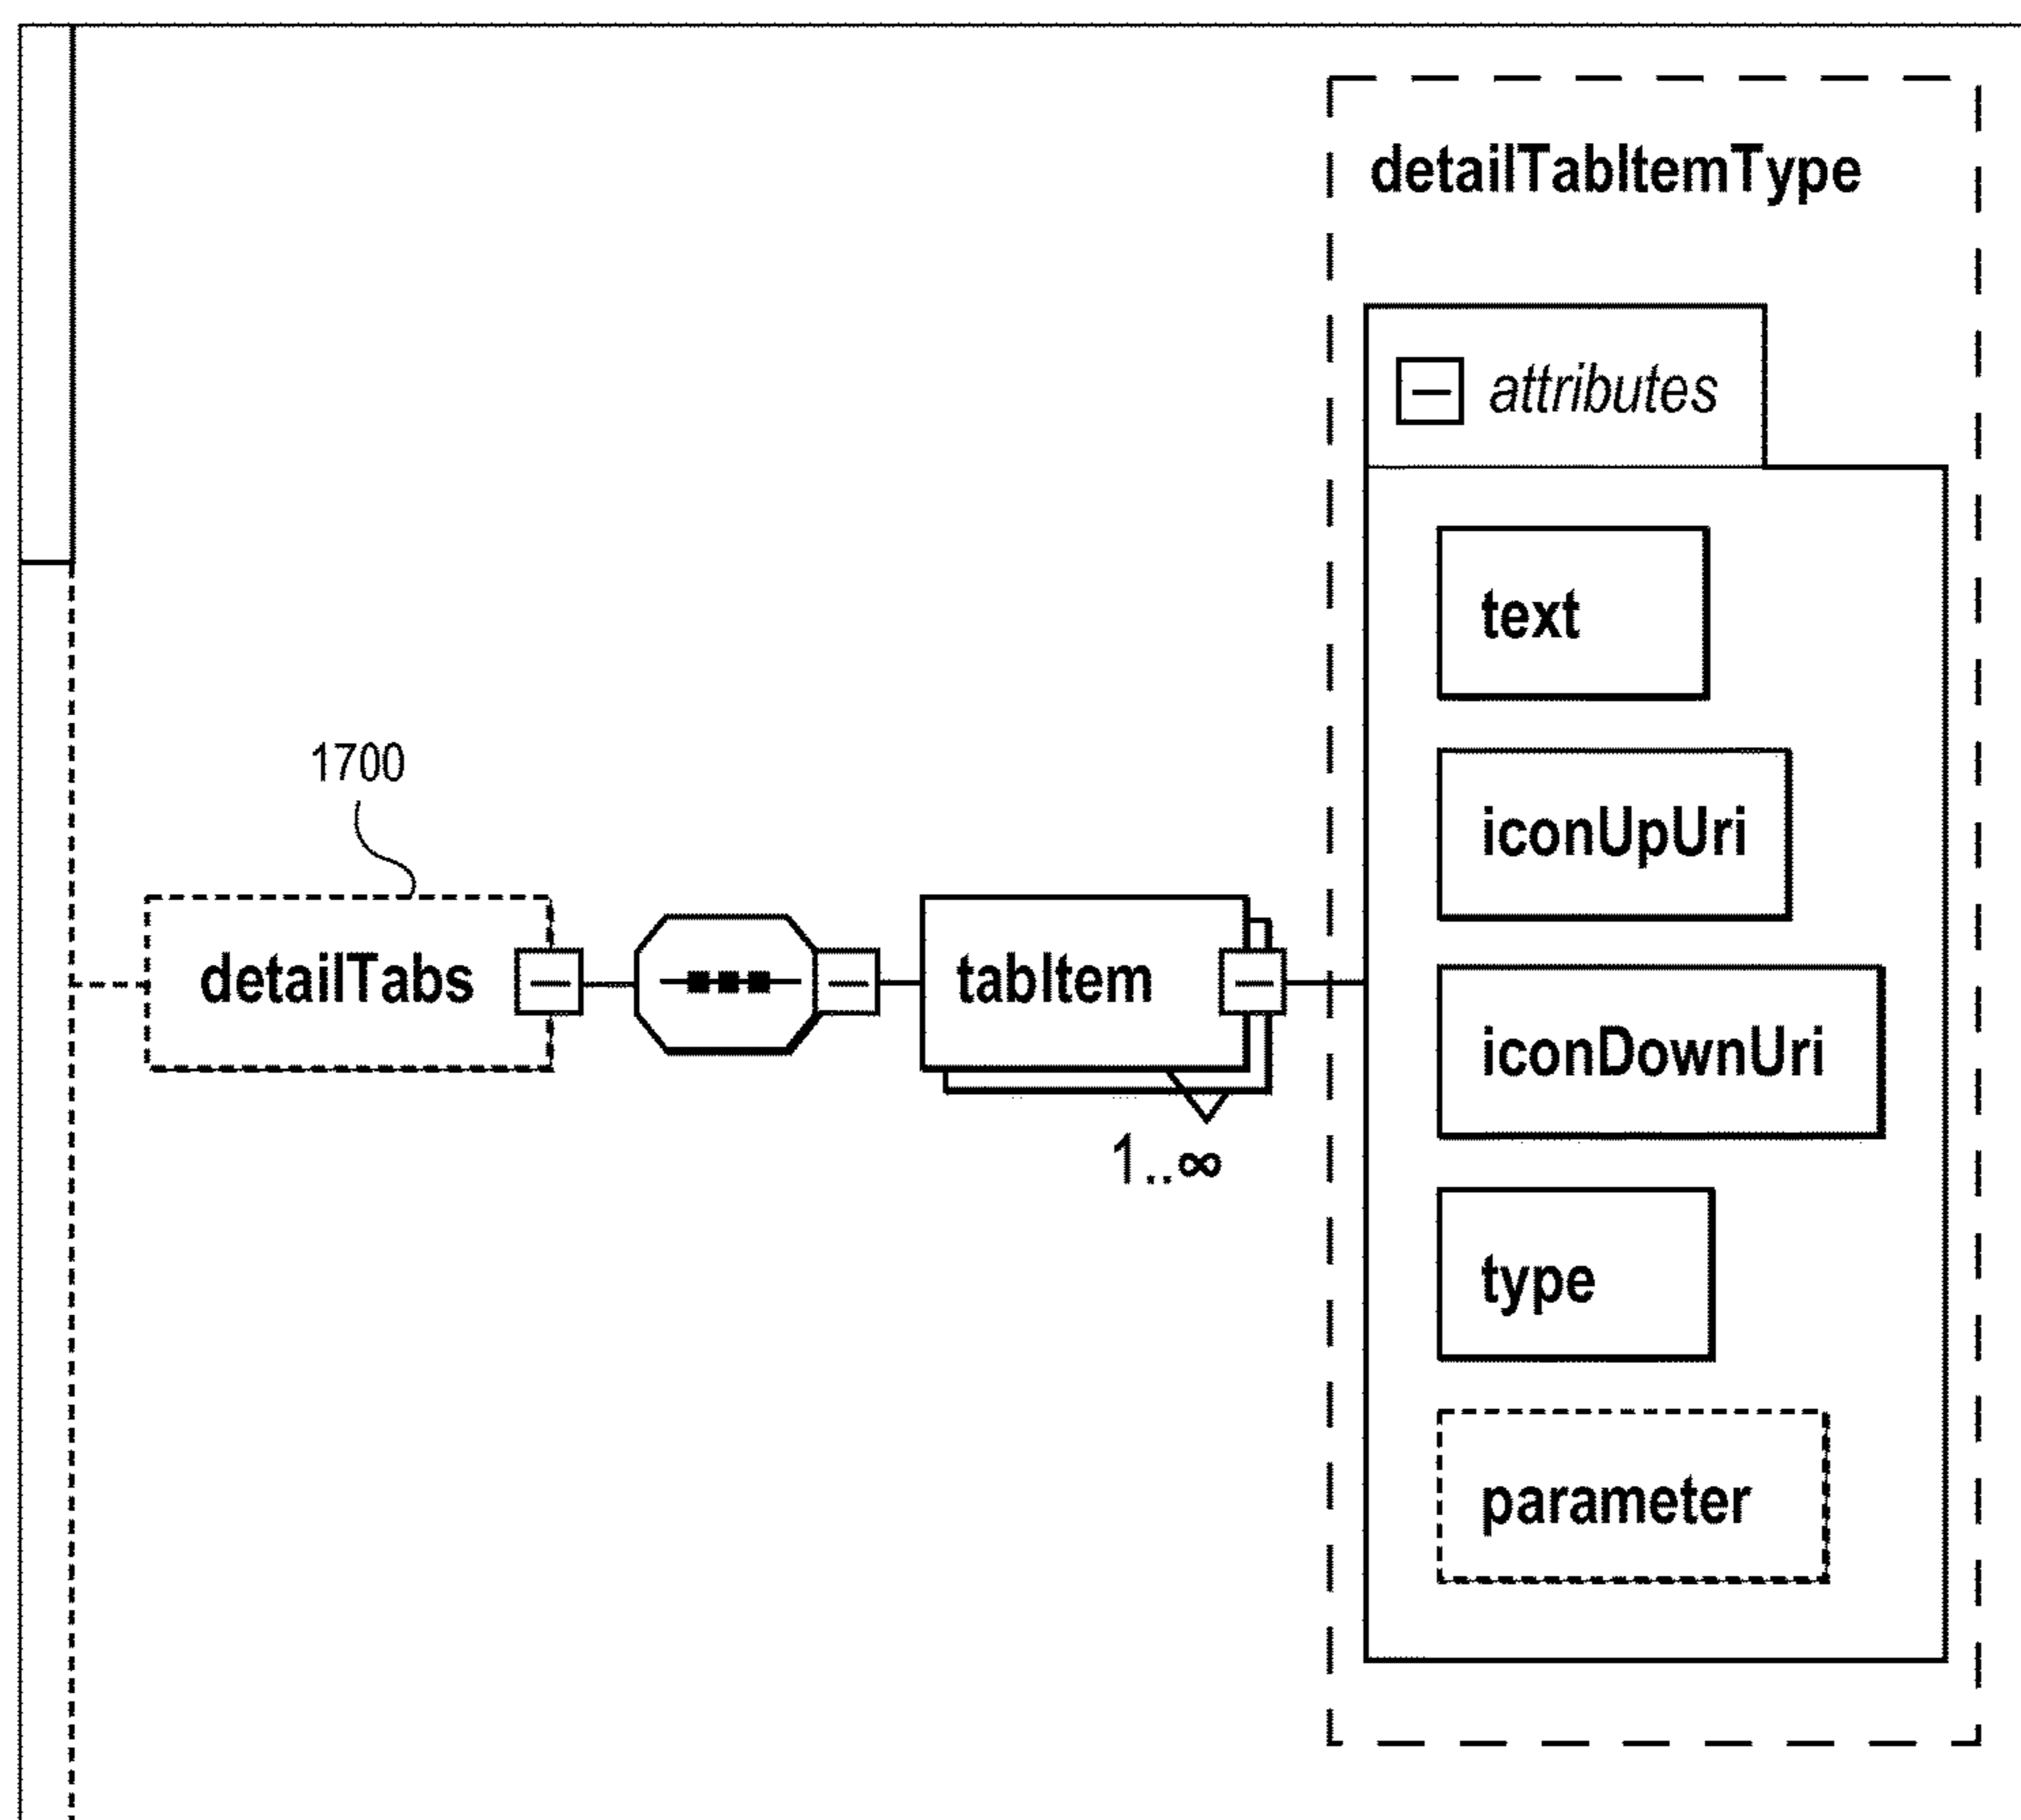 detailTabItemType
attributes
text
iconUpUri
1700
detailTabs
tabItem
iconDownUri
1..∞
type
parameter